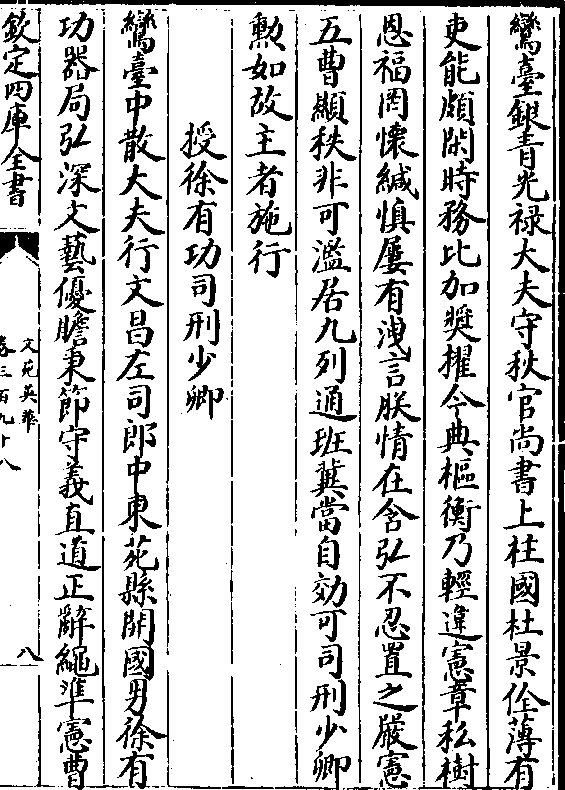 鸞臺銀青光禄大夫守秋官尚書上柱國杜景佺薄有
吏能頗閑時務比加奬擢令典樞衡乃輕違憲章私樹
恩福罔懷緘慎屢有洩言朕情在含弘不忍置之嚴憲
五曹顯秩非可濫居九列通班冀當自効可司刑少卿
勲如故主者施行
授徐有功司刑少卿
鸞臺中散大夫行文昌左司郎中東莞縣開國男徐有
功器局弘深文藝優贍秉節守義直道正辭繩準憲曹
欽定四庫全書
文苑英華
卷三百九十八
八